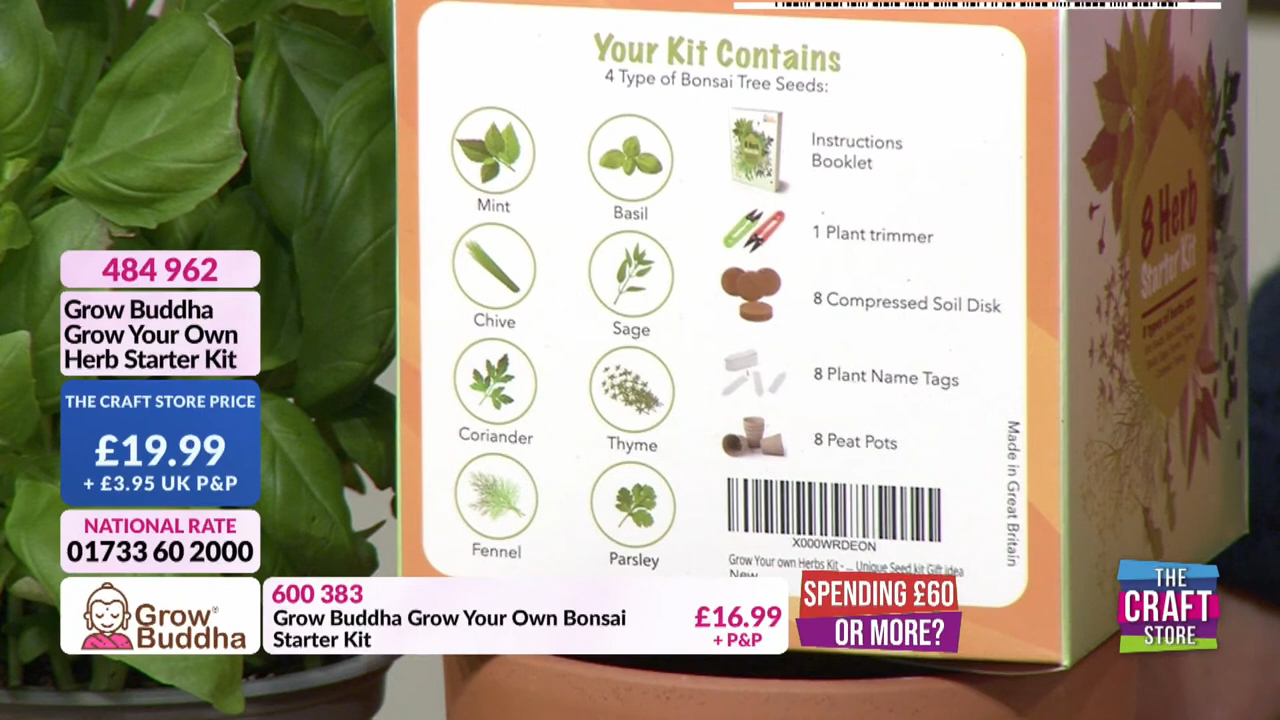 Your Kit Contains
4 Type of Bonsai Tree Seeds:
Mint
Basil
Chive
Sage
Coriander
Thyme
Fennel
Parsley
Instructions
Booklet
1 Plant trimmer
8 Compressed Soil Disk
8 Plant Name Tags
8 Peat Pots
X000WRDEON
Grow Your own Herbs Kit - ... Unique Seed kit Gift idea
New
Made in Great Britain
8 Herb
Starter Kit
484 962
Grow Buddha
Grow Your Own
Herb Starter Kit
THE CRAFT STORE PRICE
£19.99
+ £3.95 UK P&P
NATIONAL RATE
01733 60 2000
Grow®
Buddha
600 383
Grow Buddha Grow Your Own Bonsai
Starter Kit
£16.99
+ P&P
SPENDING £60
OR MORE?
THE
CRAFT
STORE